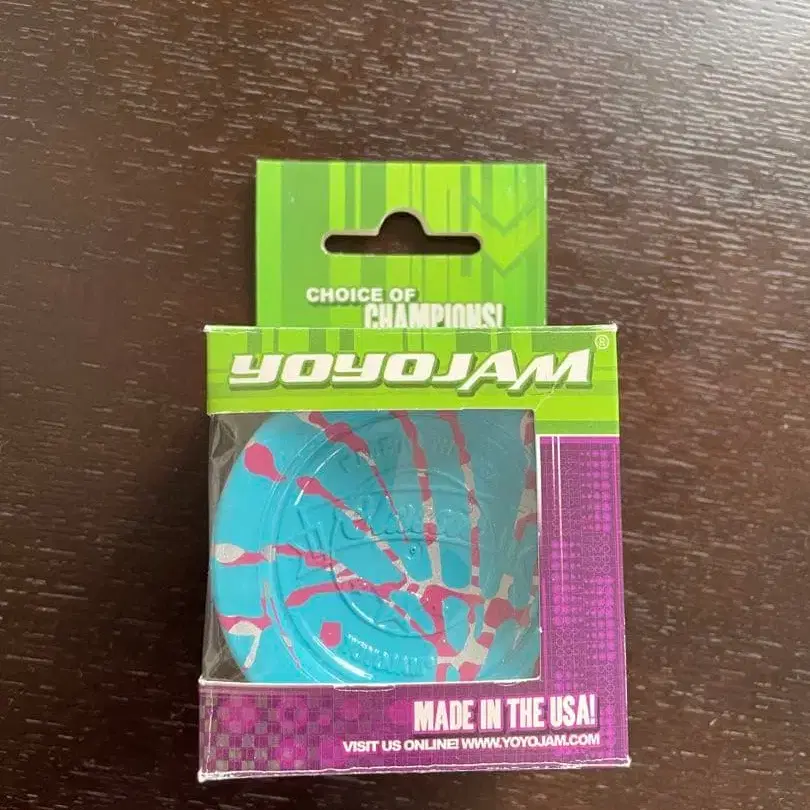 CHOICE OF
CHAMPIONS!
YOYOJAM®
MADE IN THE USA!
VISIT US ONLINE! WWW.YOYOJAM.COM